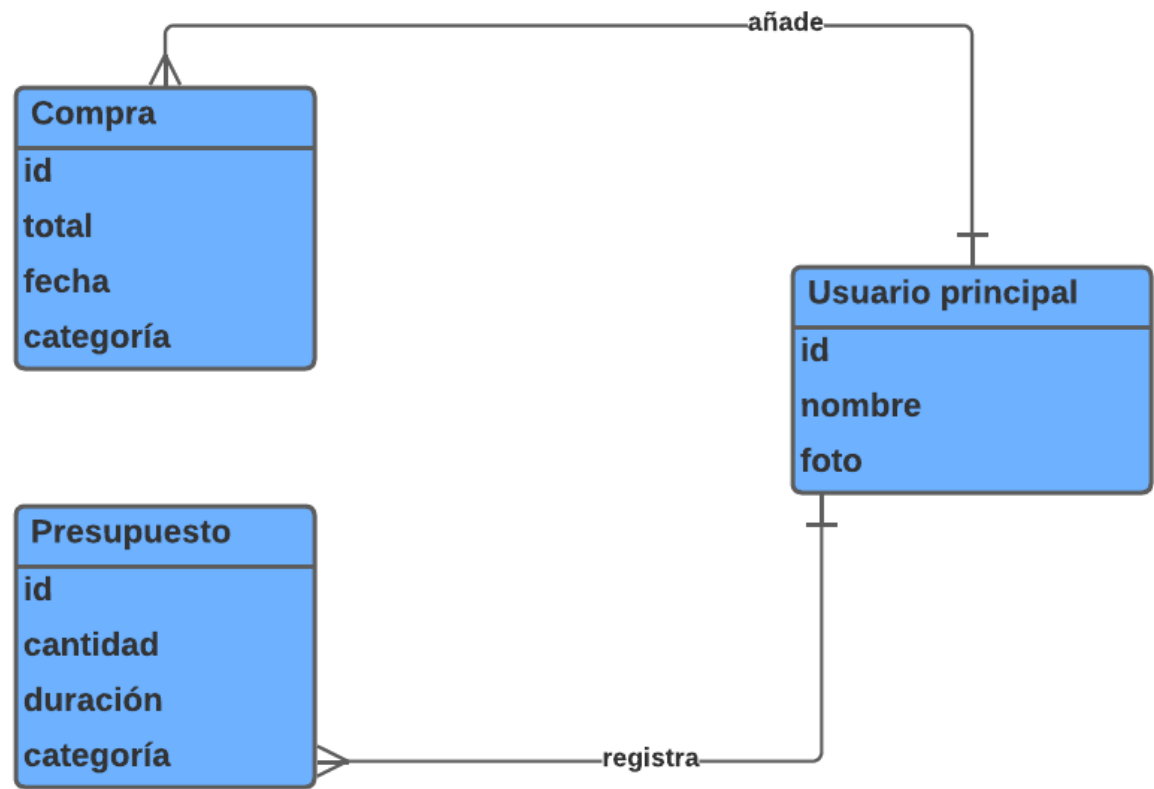 añade
Compra
id
total
fecha
categoría
Usuario principal
id
nombre
foto
Presupuesto
id
cantidad
duración
categoría
registra